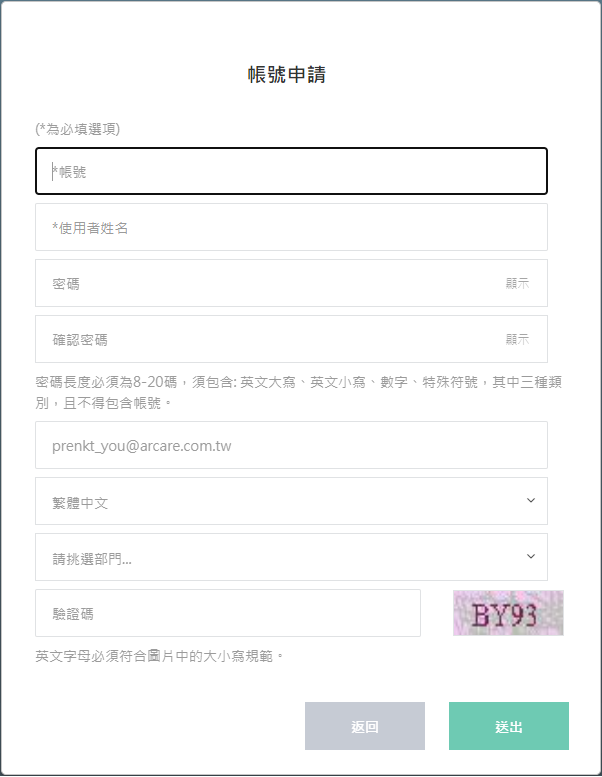 帳號申請
(*為必填選項)
*帳號
*使用者姓名
密碼 顯示
確認密碼 顯示
密碼長度必須為8-20碼，須包含: 英文大寫、英文小寫、數字、特殊符號，其中三種類
別，且不得包含帳號。
prenkt_you@arcare.com.tw
繁體中文
請挑選部門...
驗證碼 BY93
英文字母必須符合圖片中的大小寫規範。
返回 送出